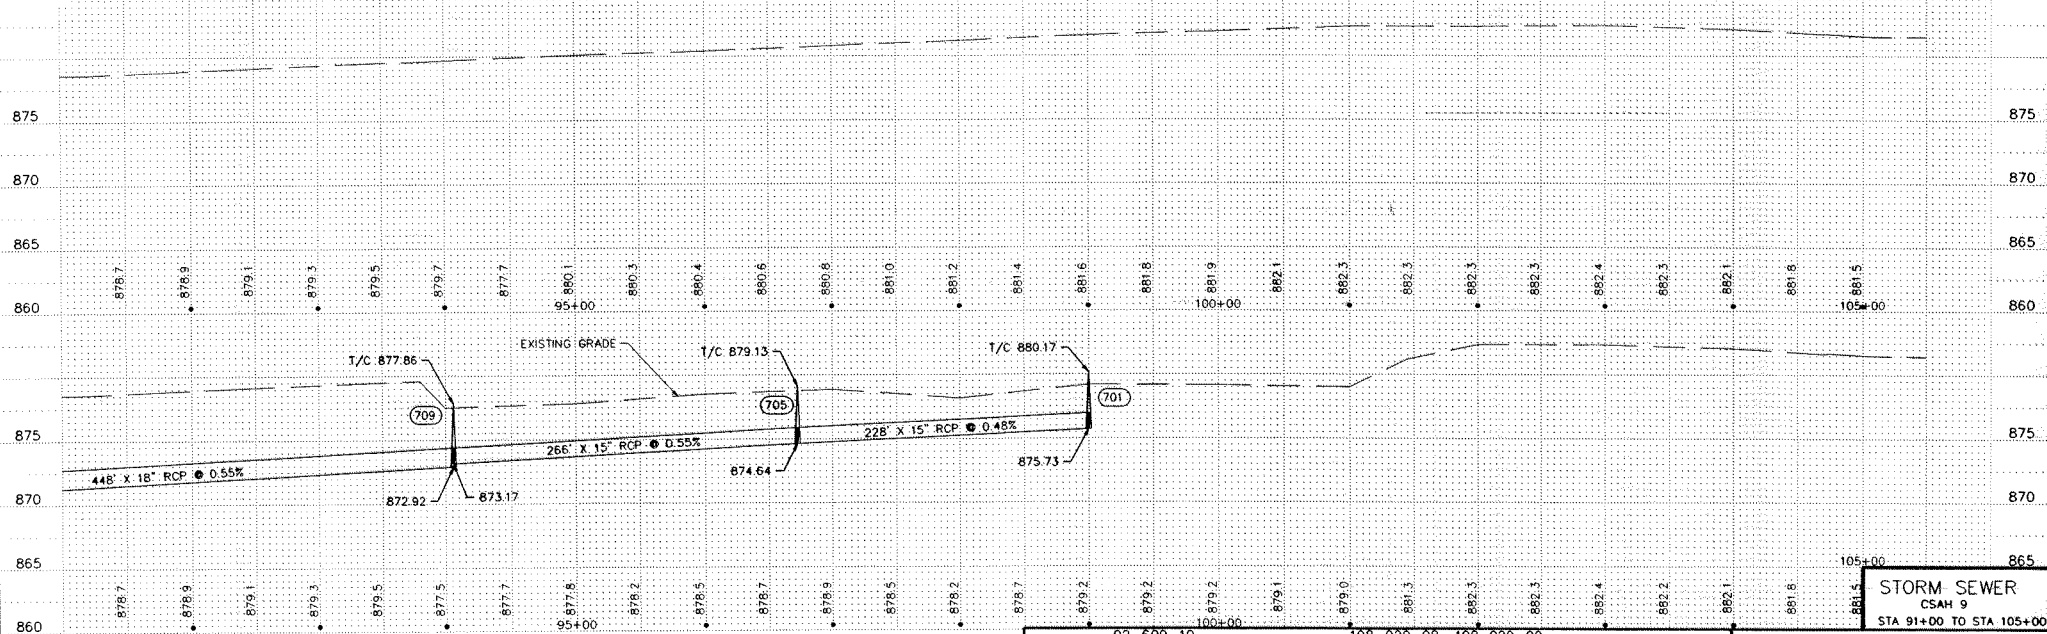 875 875
870 870
865 865
878.7 878.9 879.1 879.3 879.5 879.7 877.7 880.1 880.3 880.4 880.6 880.8 881.0 881.2 881.4 881.6 881.8 881.9 882.1 882.3 882.3 882.3 882.3 882.4 882.3 882.1 881.8 881.5
860 95+00 100+00 105+00 860
T/C 877.86
EXISTING GRADE
T/C 879.13
T/C 880.17
709
705
701
875 875
448' X 18" RCP @ 0.55%
266' X 15" RCP @ 0.55%
228' X 15" RCP @ 0.48%
872.92
873.17
874.64
875.73
870 870
865 105+00 865
878.7 878.9 879.1 879.3 879.5 877.5 877.7 877.8 878.2 878.5 878.7 878.9 878.5 878.2 878.7 879.2 879.2 879.2 879.1 879.0 881.3 882.3 882.3 882.4 882.2 882.1 881.8 881.5
860 95+00 100+00
STORM SEWER
CSAH 9
STA 91+00 TO STA 105+00